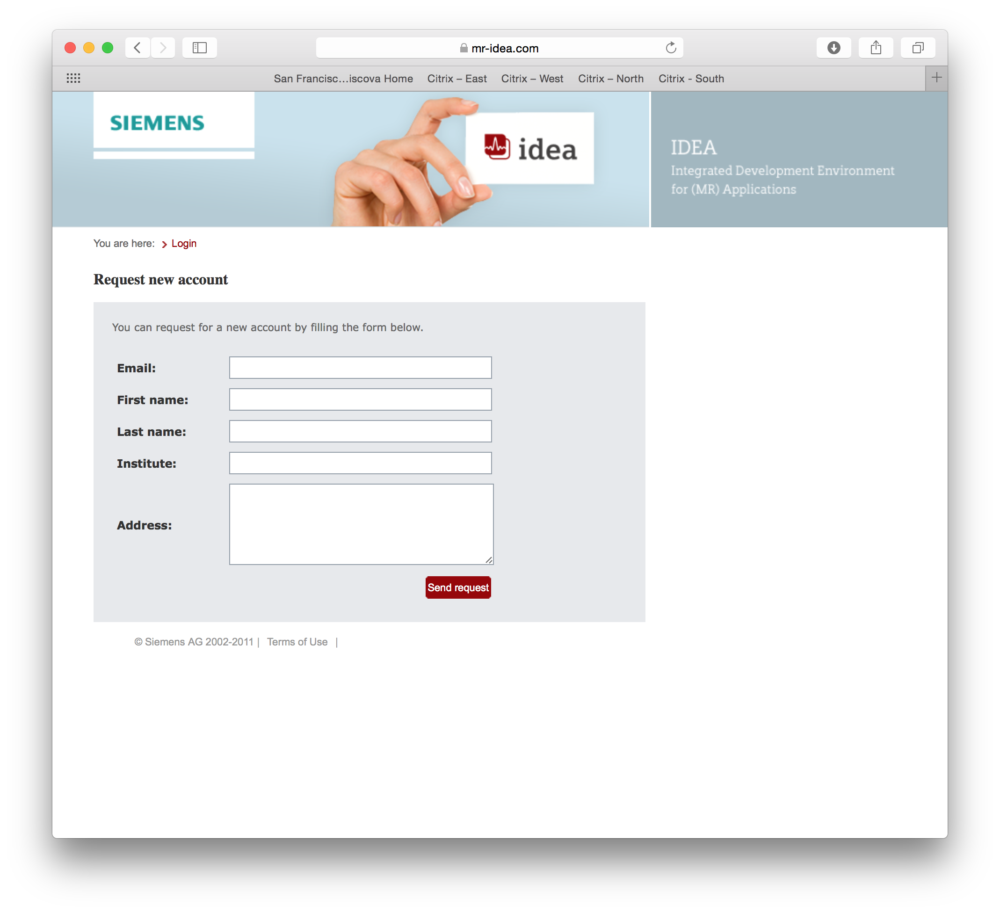 mr-idea.com
San Francisc...iscova Home Citrix – East Citrix – West Citrix – North Citrix - South
SIEMENS
idea
IDEA
Integrated Development Environment
for (MR) Applications
You are here: Login
Request new account
You can request for a new account by filling the form below.
Email:
First name:
Last name:
Institute:
Address:
Send request
© Siemens AG 2002-2011 | Terms of Use |